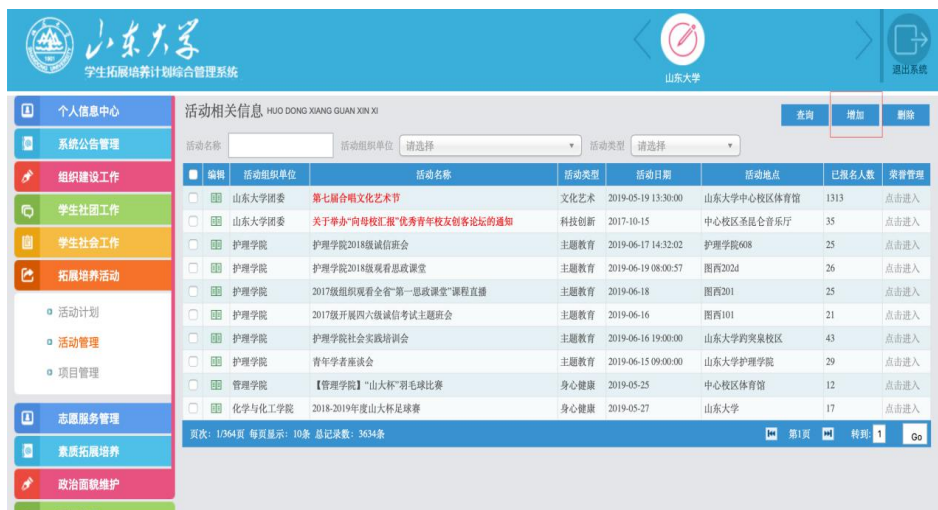 山东大学
学生拓展培养计划综合管理系统
山东大学
退出系统
个人信息中心
系统公告管理
组织建设工作
学生社团工作
学生社会工作
拓展培养活动
活动计划
活动管理
项目管理
志愿服务管理
素质拓展培养
政治面貌维护
活动相关信息 HUO DONG XIANG GUAN XIN XI
查询 增加 删除
活动名称 活动组织单位 请选择 活动类型 请选择
编辑 活动组织单位 活动名称 活动类型 活动日期 活动地点 已报名人数 荣誉管理
山东大学团委 第七届合唱文化艺术节 文化艺术 2019-05-19 13:30:00 山东大学中心校区体育馆 1313 点击进入
山东大学团委 关于举办"向母校汇报"优秀青年校友创客论坛的通知 科技创新 2017-10-15 中心校区圣昆仑音乐厅 35 点击进入
护理学院 护理学院2018级诚信班会 主题教育 2019-06-17 14:32:02 护理学院608 25 点击进入
护理学院 护理学院2018级观看思政课堂 主题教育 2019-06-19 08:00:57 图西202d 26 点击进入
护理学院 2017级组织观看全省"第一思政课堂"课程直播 主题教育 2019-06-18 图西201 25 点击进入
护理学院 2017级开展四六级诚信考试主题班会 主题教育 2019-06-16 图西101 21 点击进入
护理学院 护理学院社会实践培训会 主题教育 2019-06-16 19:00:00 山东大学趵突泉校区 43 点击进入
护理学院 青年学者座谈会 主题教育 2019-06-15 09:00:00 山东大学护理学院 29 点击进入
管理学院 【管理学院】"山大杯"羽毛球比赛 身心健康 2019-05-25 中心校区体育馆 12 点击进入
化学与化工学院 2018-2019年度山大杯足球赛 身心健康 2019-05-27 山东大学 17 点击进入
页次: 1/364页 每页显示: 10条 总记录数: 3634条 第1页 转到: 1 Go